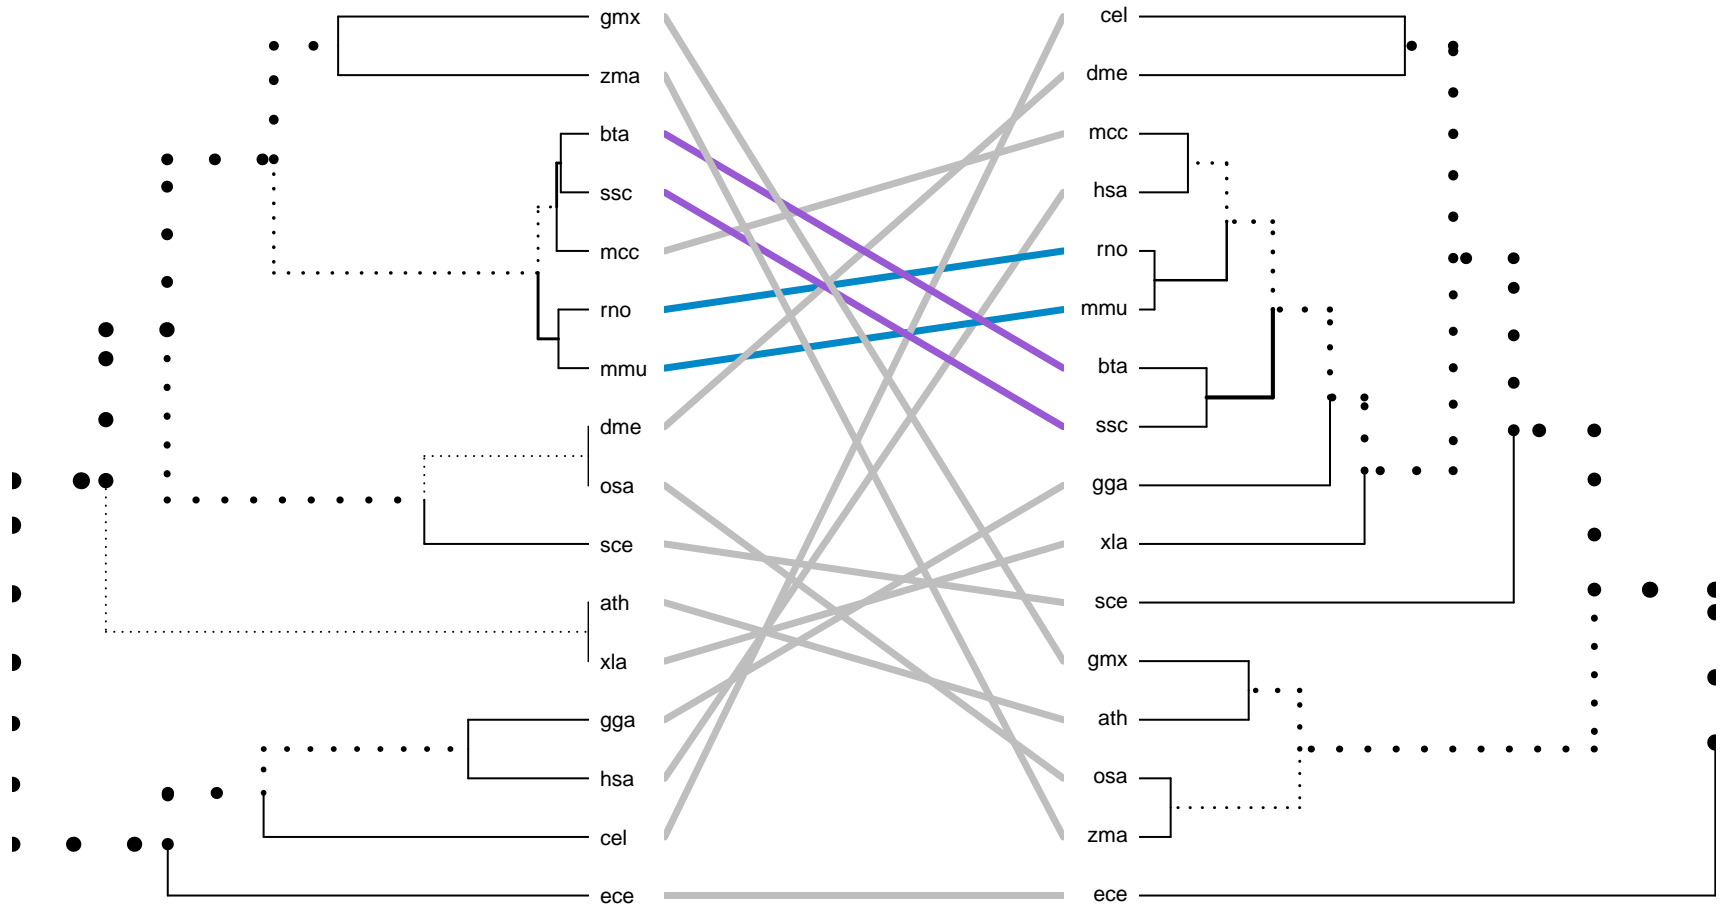 gmx
zma
bta
ssc
mcc
rno
mmu
dme
osa
sce
ath
xla
gga
hsa
cel
ece
cel
dme
mcc
hsa
rno
mmu
bta
ssc
gga
xla
sce
gmx
ath
osa
zma
ece